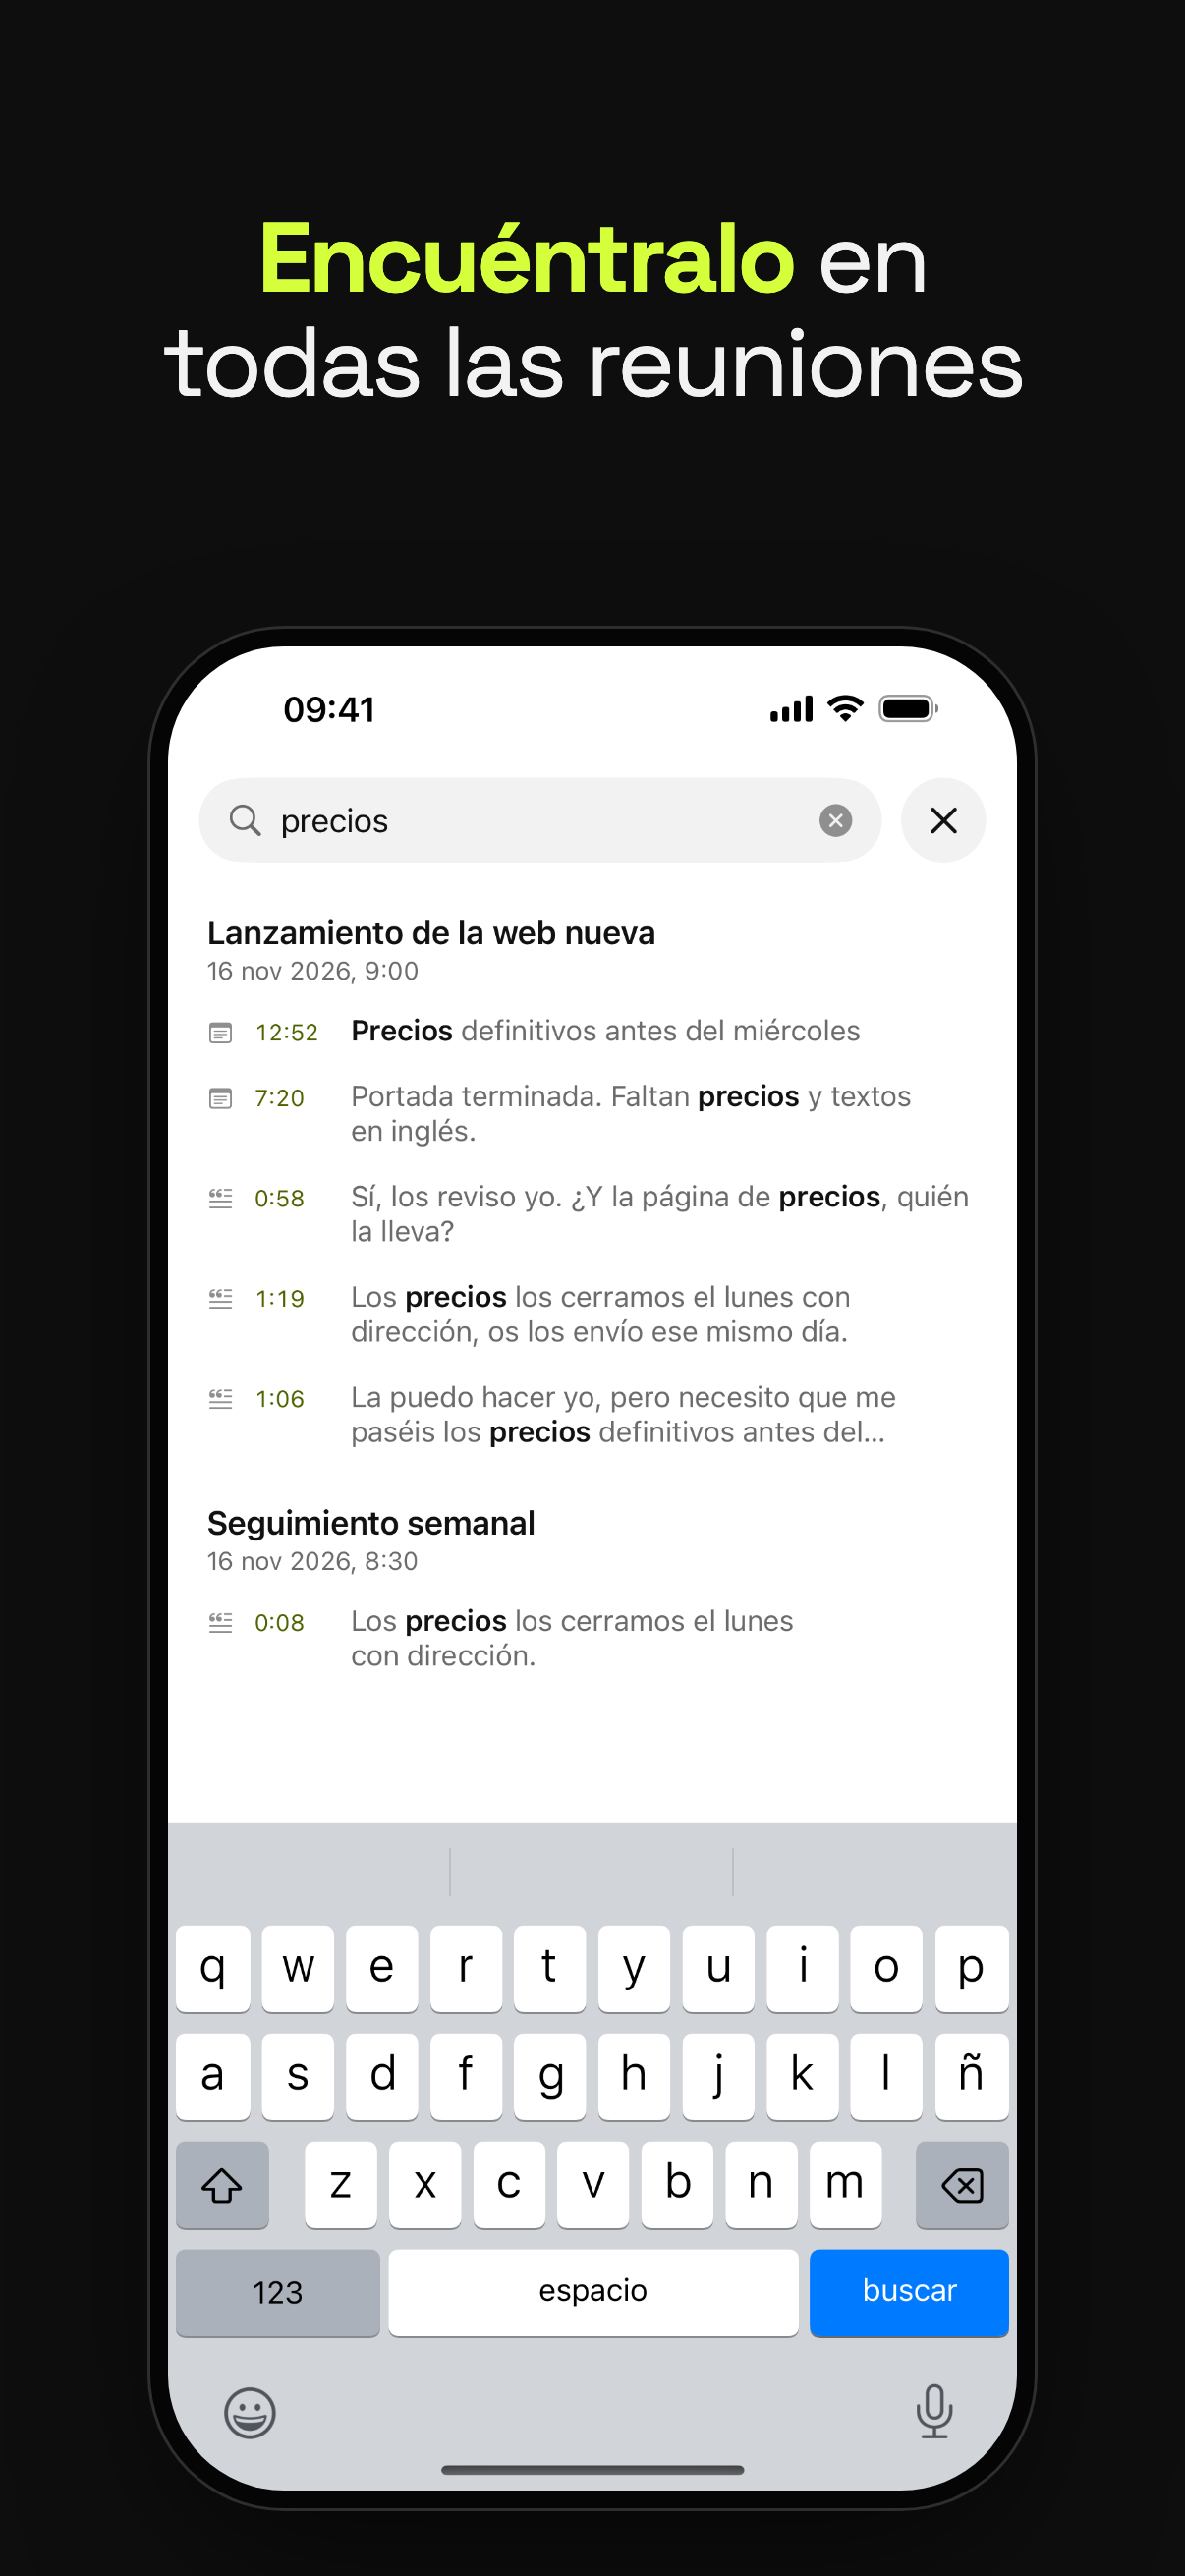 Encuéntralo en
todas las reuniones
09:41
precios
Lanzamiento de la web nueva
16 nov 2026, 9:00
12:52 Precios definitivos antes del miércoles
7:20 Portada terminada. Faltan precios y textos
en inglés.
0:58 Sí, los reviso yo. ¿Y la página de precios, quién
la lleva?
1:19 Los precios los cerramos el lunes con
dirección, os los envío ese mismo día.
1:06 La puedo hacer yo, pero necesito que me
paséis los precios definitivos antes del...
Seguimiento semanal
16 nov 2026, 8:30
0:08 Los precios los cerramos el lunes
con dirección.
q w e r t y u i o p
a s d f g h j k l ñ
z x c v b n m
123 espacio buscar